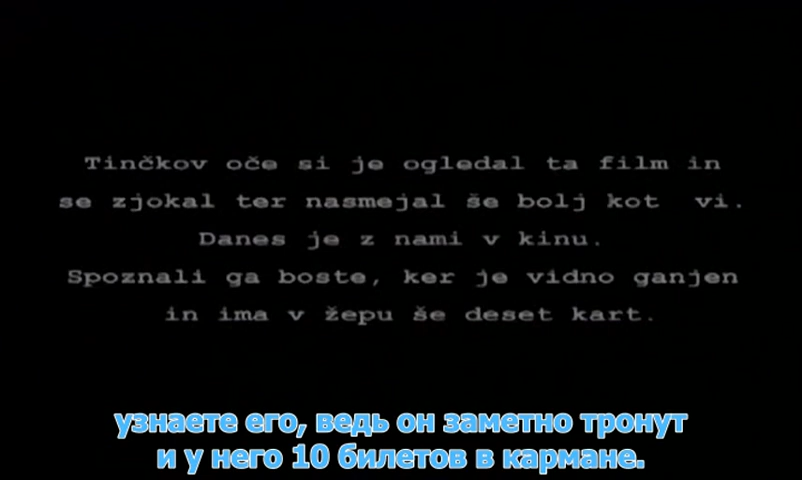 Tinčkov oče si je ogledal ta film in
se zjokal ter nasmejal še bolj kot vi.
Danes je z nami v kinu.
Spoznali ga boste, ker je vidno ganjen
in ima v žepu še deset kart.
узнаете его, ведь он заметно тронут
и у него 10 билетов в кармане.